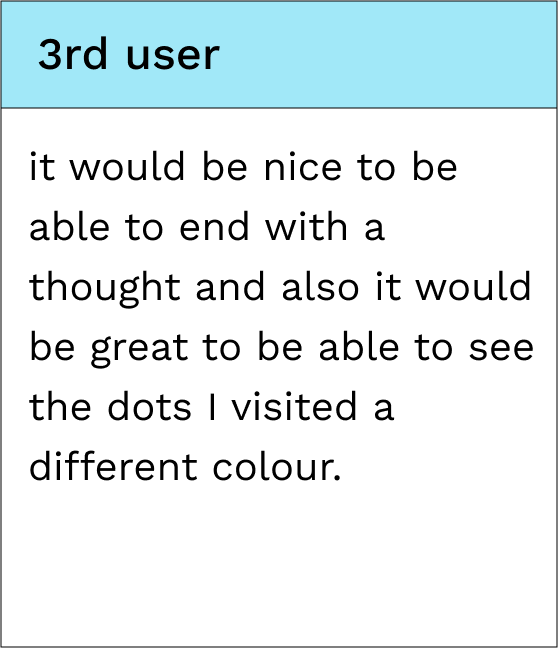 3rd user
it would be nice to be
able to end with a
thought and also it would
be great to be able to see
the dots I visited a
different colour.